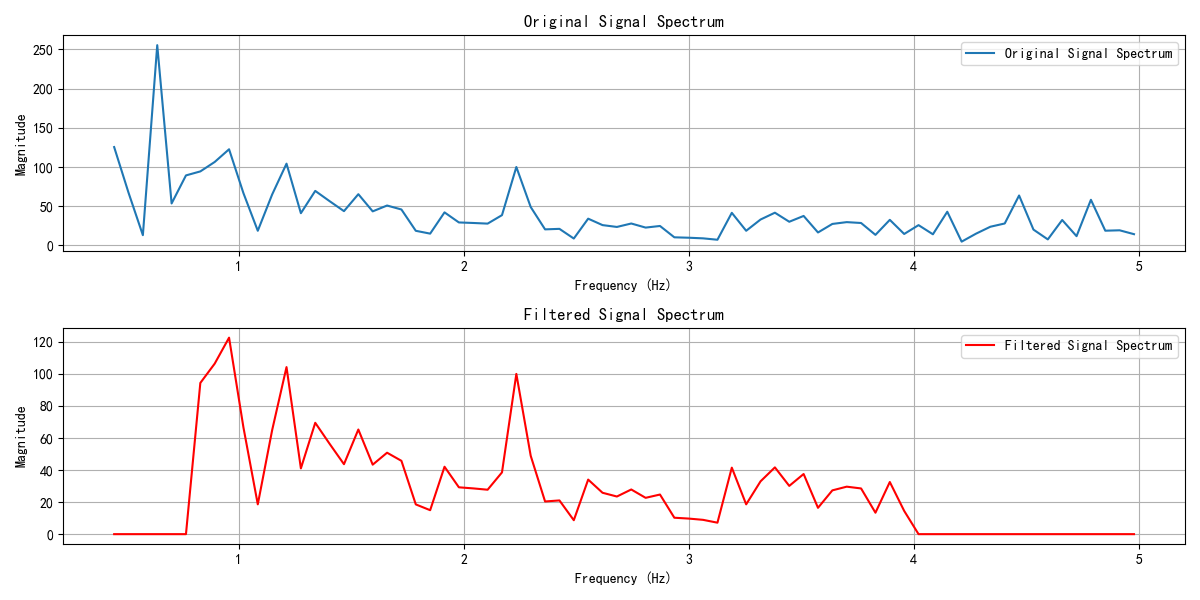 Original Signal Spectrum
Original Signal Spectrum
250
200
150
100
50
0
Magnitude
1 2 3 4 5
Frequency (Hz)
Filtered Signal Spectrum
Filtered Signal Spectrum
120
100
80
60
40
20
0
Magnitude
1 2 3 4 5
Frequency (Hz)